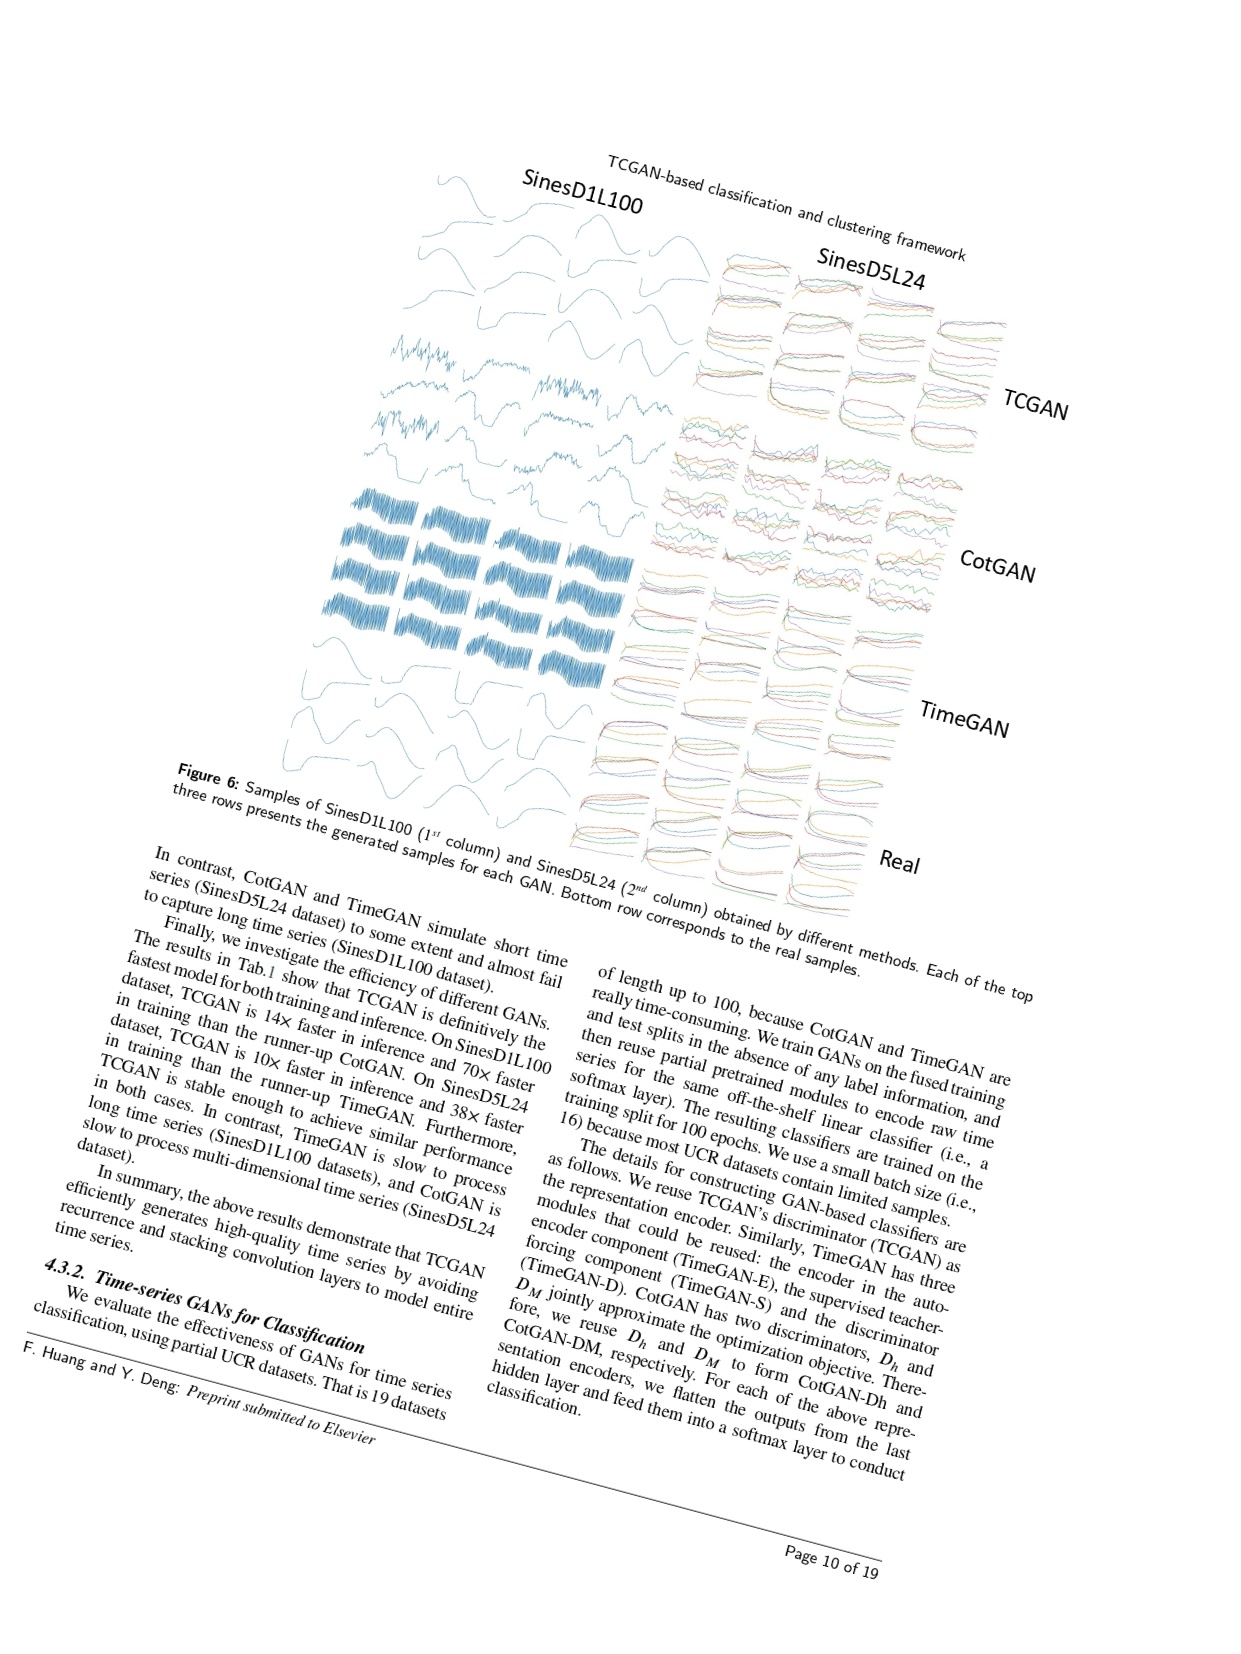 TCGAN-based classification and clustering framework
SinesD1L100
SinesD5L24
TCGAN
CotGAN
TimeGAN
Real
Figure 6: Samples of SinesD1L100 (1st column) and SinesD5L24 (2nd column) obtained by different methods. Each of the top
three rows presents the generated samples for each GAN. Bottom row corresponds to the real samples.
In contrast, CotGAN and TimeGAN simulate short time
series (SinesD5L24 dataset) to some extent and almost fail
to capture long time series (SinesD1L100 dataset).
Finally, we investigate the efficiency of different GANs.
The results in Tab.1 show that TCGAN is definitively the
fastest model for both training and inference. On SinesD1L100
dataset, TCGAN is 14× faster in inference and 70× faster
in training than the runner-up CotGAN. On SinesD5L24
dataset, TCGAN is 10× faster in inference and 38× faster
in training than the runner-up TimeGAN. Furthermore,
TCGAN is stable enough to achieve similar performance
in both cases. In contrast, TimeGAN is slow to process
long time series (SinesD1L100 datasets), and CotGAN is
slow to process multi-dimensional time series (SinesD5L24
dataset).
In summary, the above results demonstrate that TCGAN
efficiently generates high-quality time series by avoiding
recurrence and stacking convolution layers to model entire
time series.
4.3.2. Time-series GANs for Classification
We evaluate the effectiveness of GANs for time series
classification, using partial UCR datasets. That is 19 datasets
of length up to 100, because CotGAN and TimeGAN are
really time-consuming. We train GANs on the fused training
and test splits in the absence of any label information, and
then reuse partial pretrained modules to encode raw time
series for the same off-the-shelf linear classifier (i.e., a
softmax layer). The resulting classifiers are trained on the
training split for 100 epochs. We use a small batch size (i.e.,
16) because most UCR datasets contain limited samples.
The details for constructing GAN-based classifiers are
as follows. We reuse TCGAN's discriminator (TCGAN) as
the representation encoder. Similarly, TimeGAN has three
modules that could be reused: the encoder in the auto-
encoder component (TimeGAN-E), the supervised teacher-
forcing component (TimeGAN-S) and the discriminator
(TimeGAN-D). CotGAN has two discriminators, Dh and
DM jointly approximate the optimization objective. There-
fore, we reuse Dh and DM to form CotGAN-Dh and
CotGAN-DM, respectively. For each of the above repre-
sentation encoders, we flatten the outputs from the last
hidden layer and feed them into a softmax layer to conduct
classification.
F. Huang and Y. Deng: Preprint submitted to Elsevier
Page 10 of 19